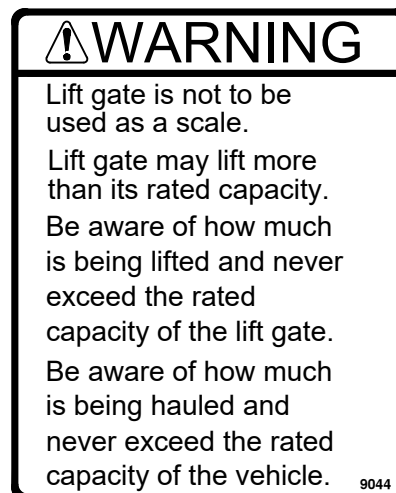 WARNING
Lift gate is not to be
used as a scale.
Lift gate may lift more
than its rated capacity.
Be aware of how much
is being lifted and never
exceed the rated
capacity of the lift gate.
Be aware of how much
is being hauled and
never exceed the rated
capacity of the vehicle.
9044